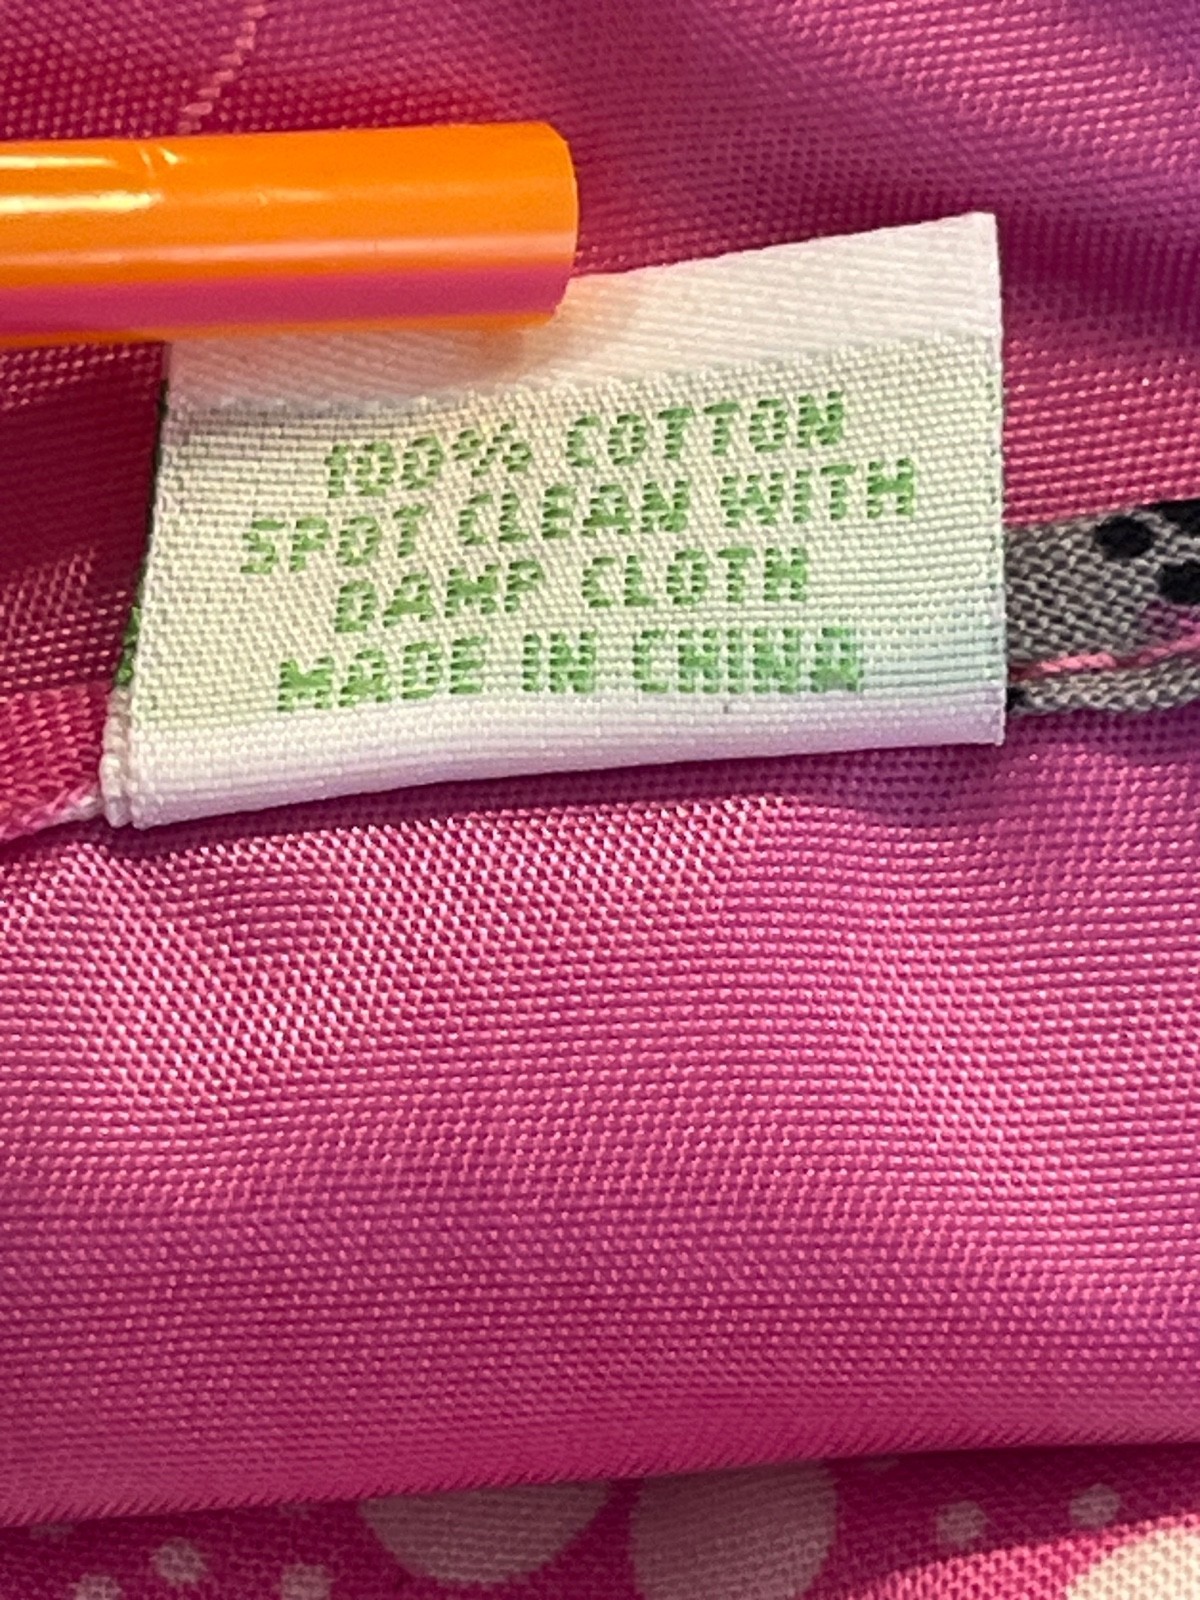 100% COTTON
SPOT CLEAN WITH
DAMP CLOTH
MADE IN CHINA